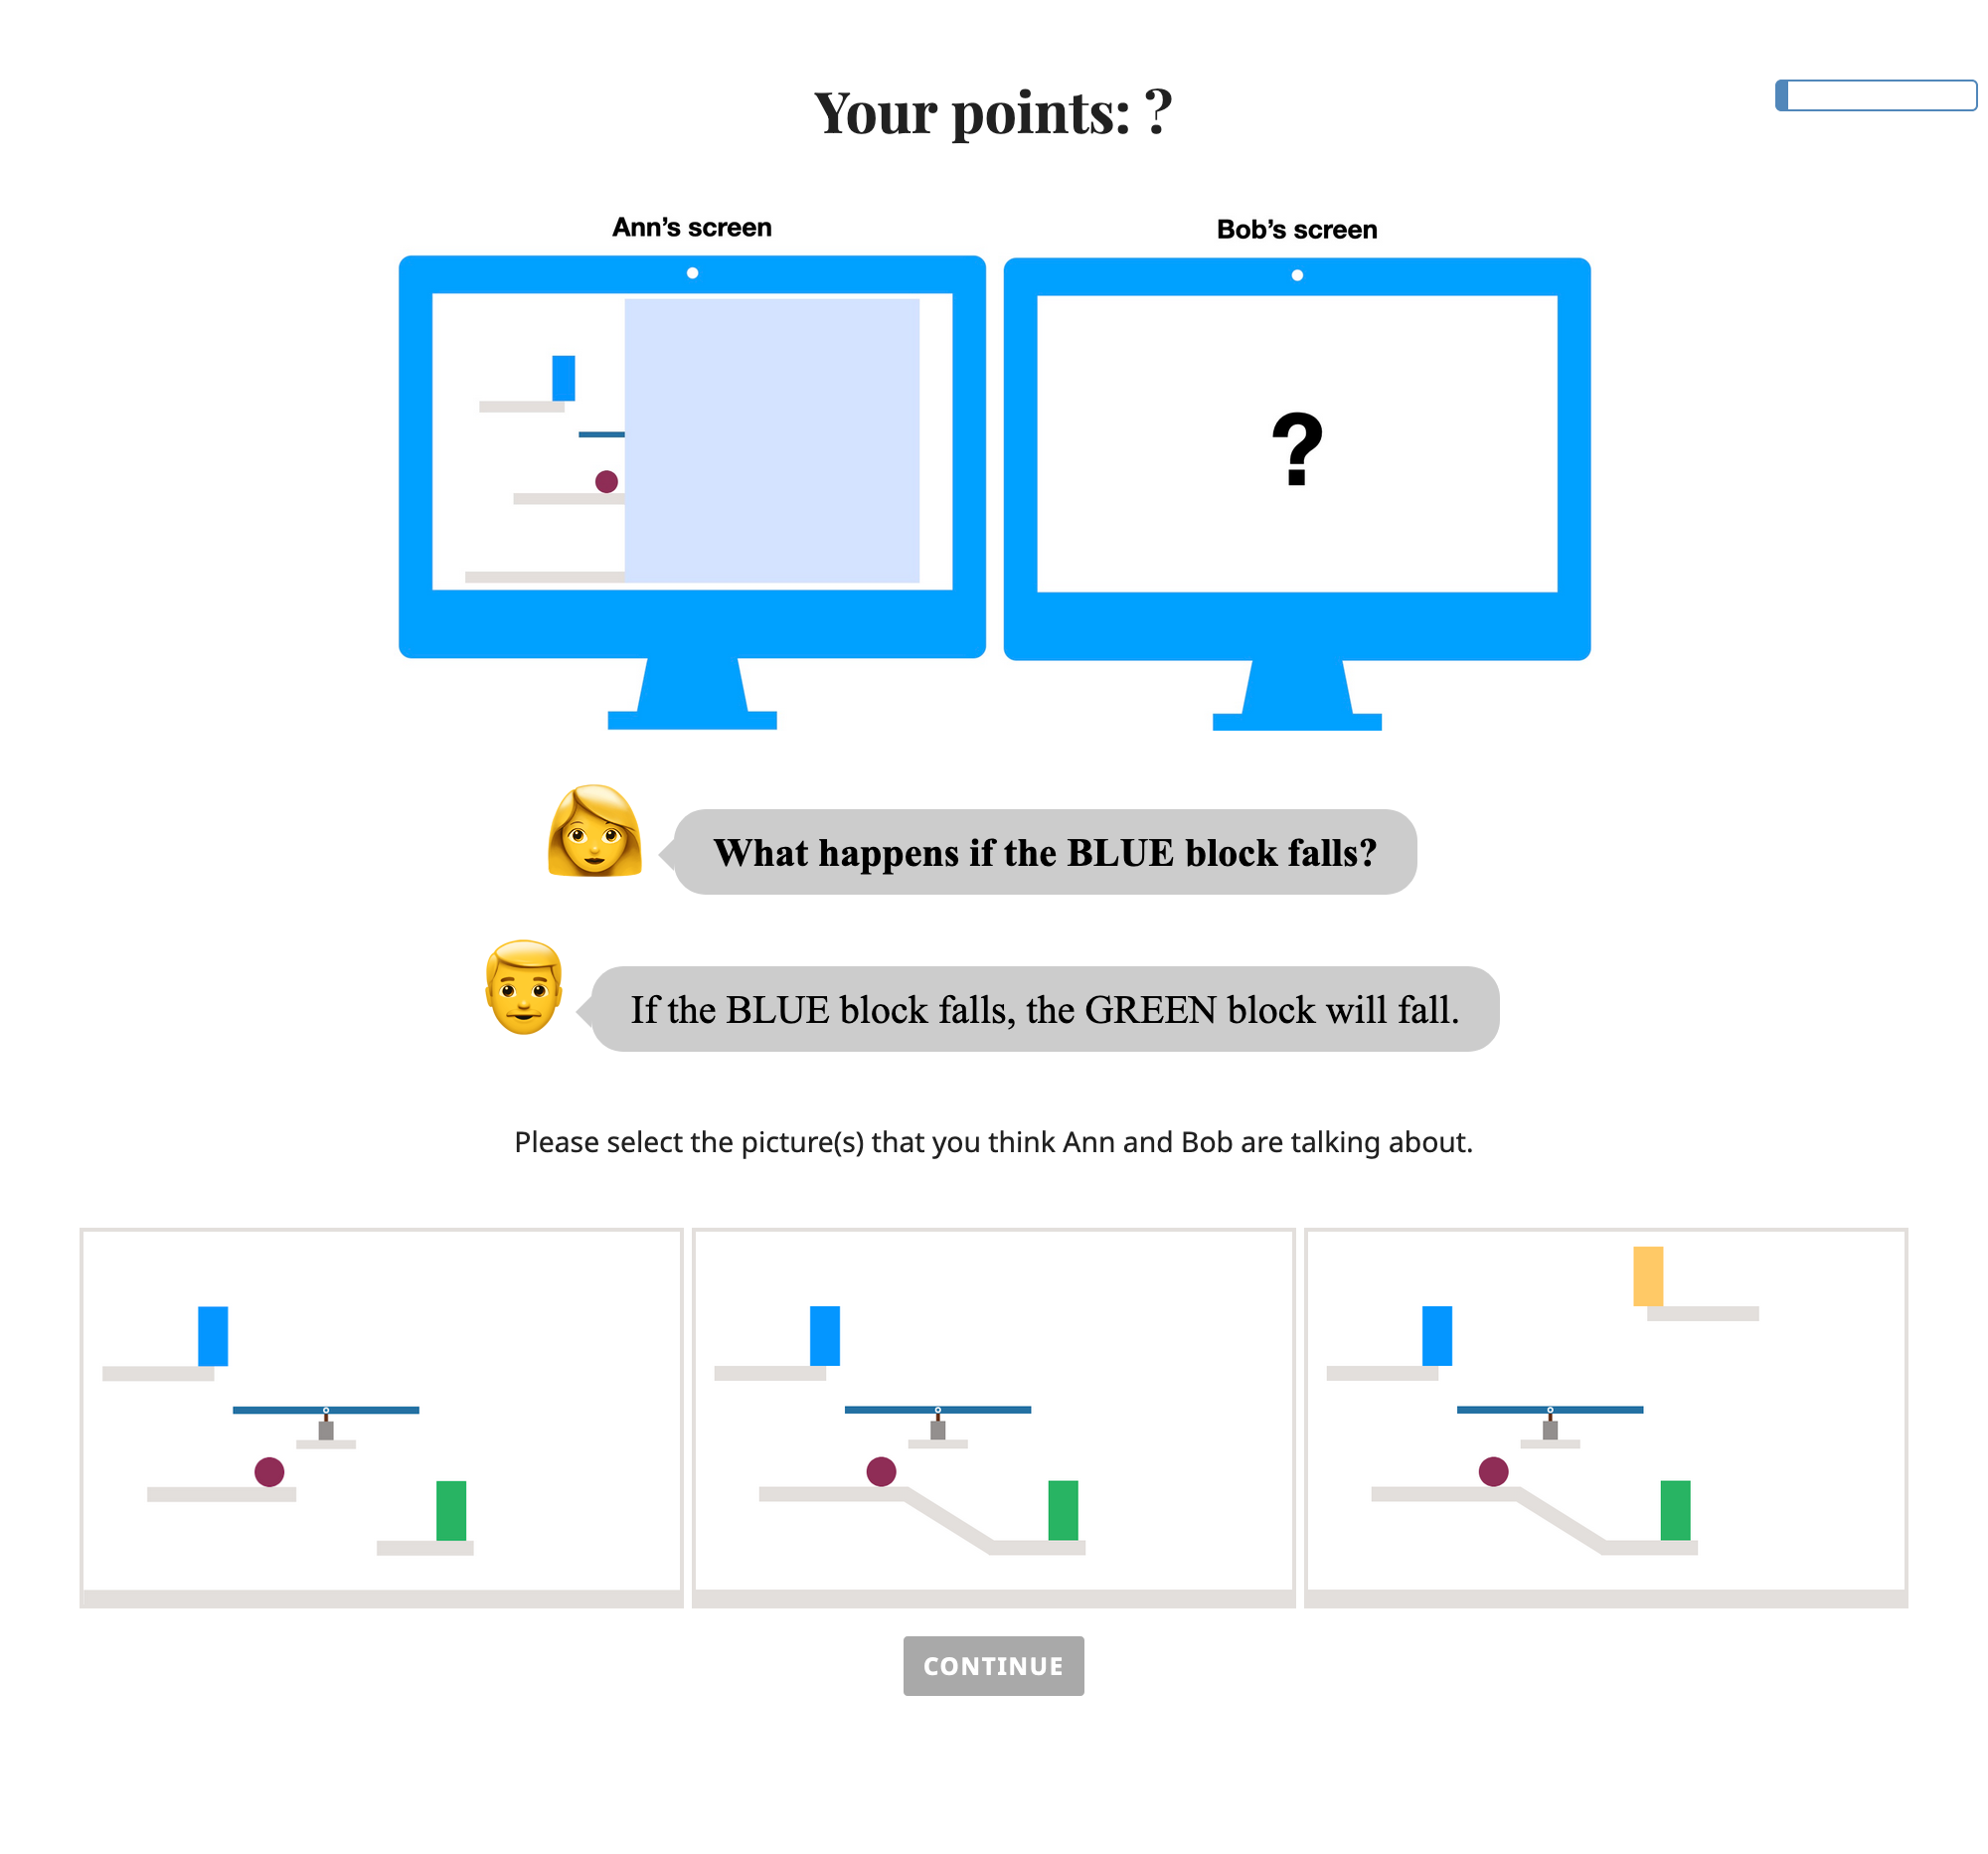 Your points: ?
Ann’s screen
Bob’s screen
?
What happens if the BLUE block falls?
If the BLUE block falls, the GREEN block will fall.
Please select the picture(s) that you think Ann and Bob are talking about.
CONTINUE